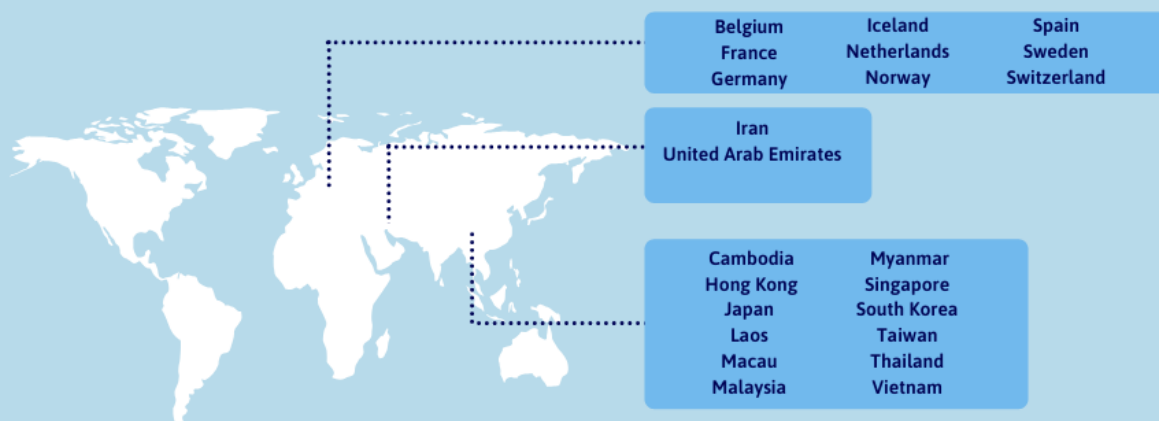 Belgium Iceland Spain
France Netherlands Sweden
Germany Norway Switzerland
Iran
United Arab Emirates
Cambodia Myanmar
Hong Kong Singapore
Japan South Korea
Laos Taiwan
Macau Thailand
Malaysia Vietnam